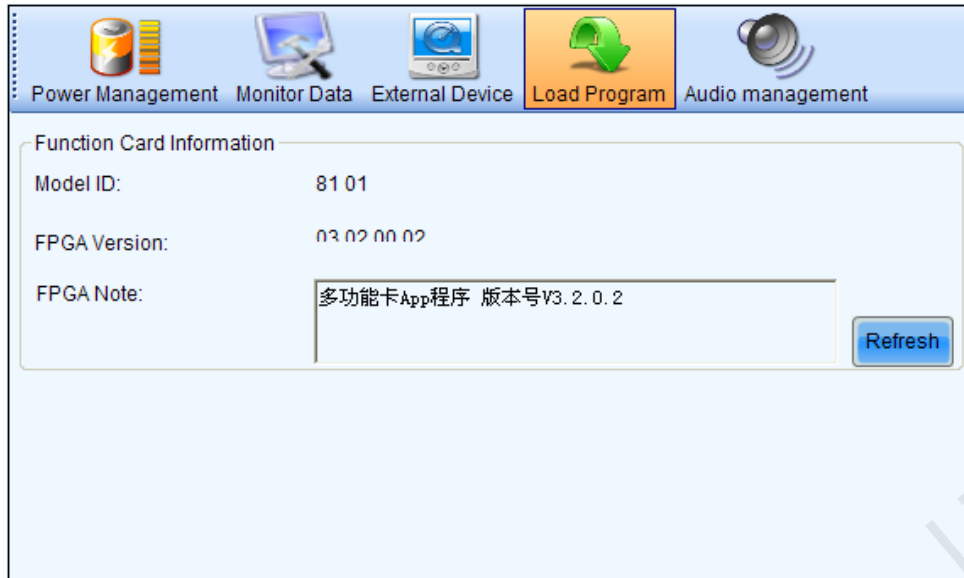 Power Management Monitor Data External Device Load Program Audio management
Function Card Information
Model ID: 81 01
FPGA Version: 03 02 00 02
FPGA Note: 多功能卡App程序 版本号V3.2.0.2
Refresh